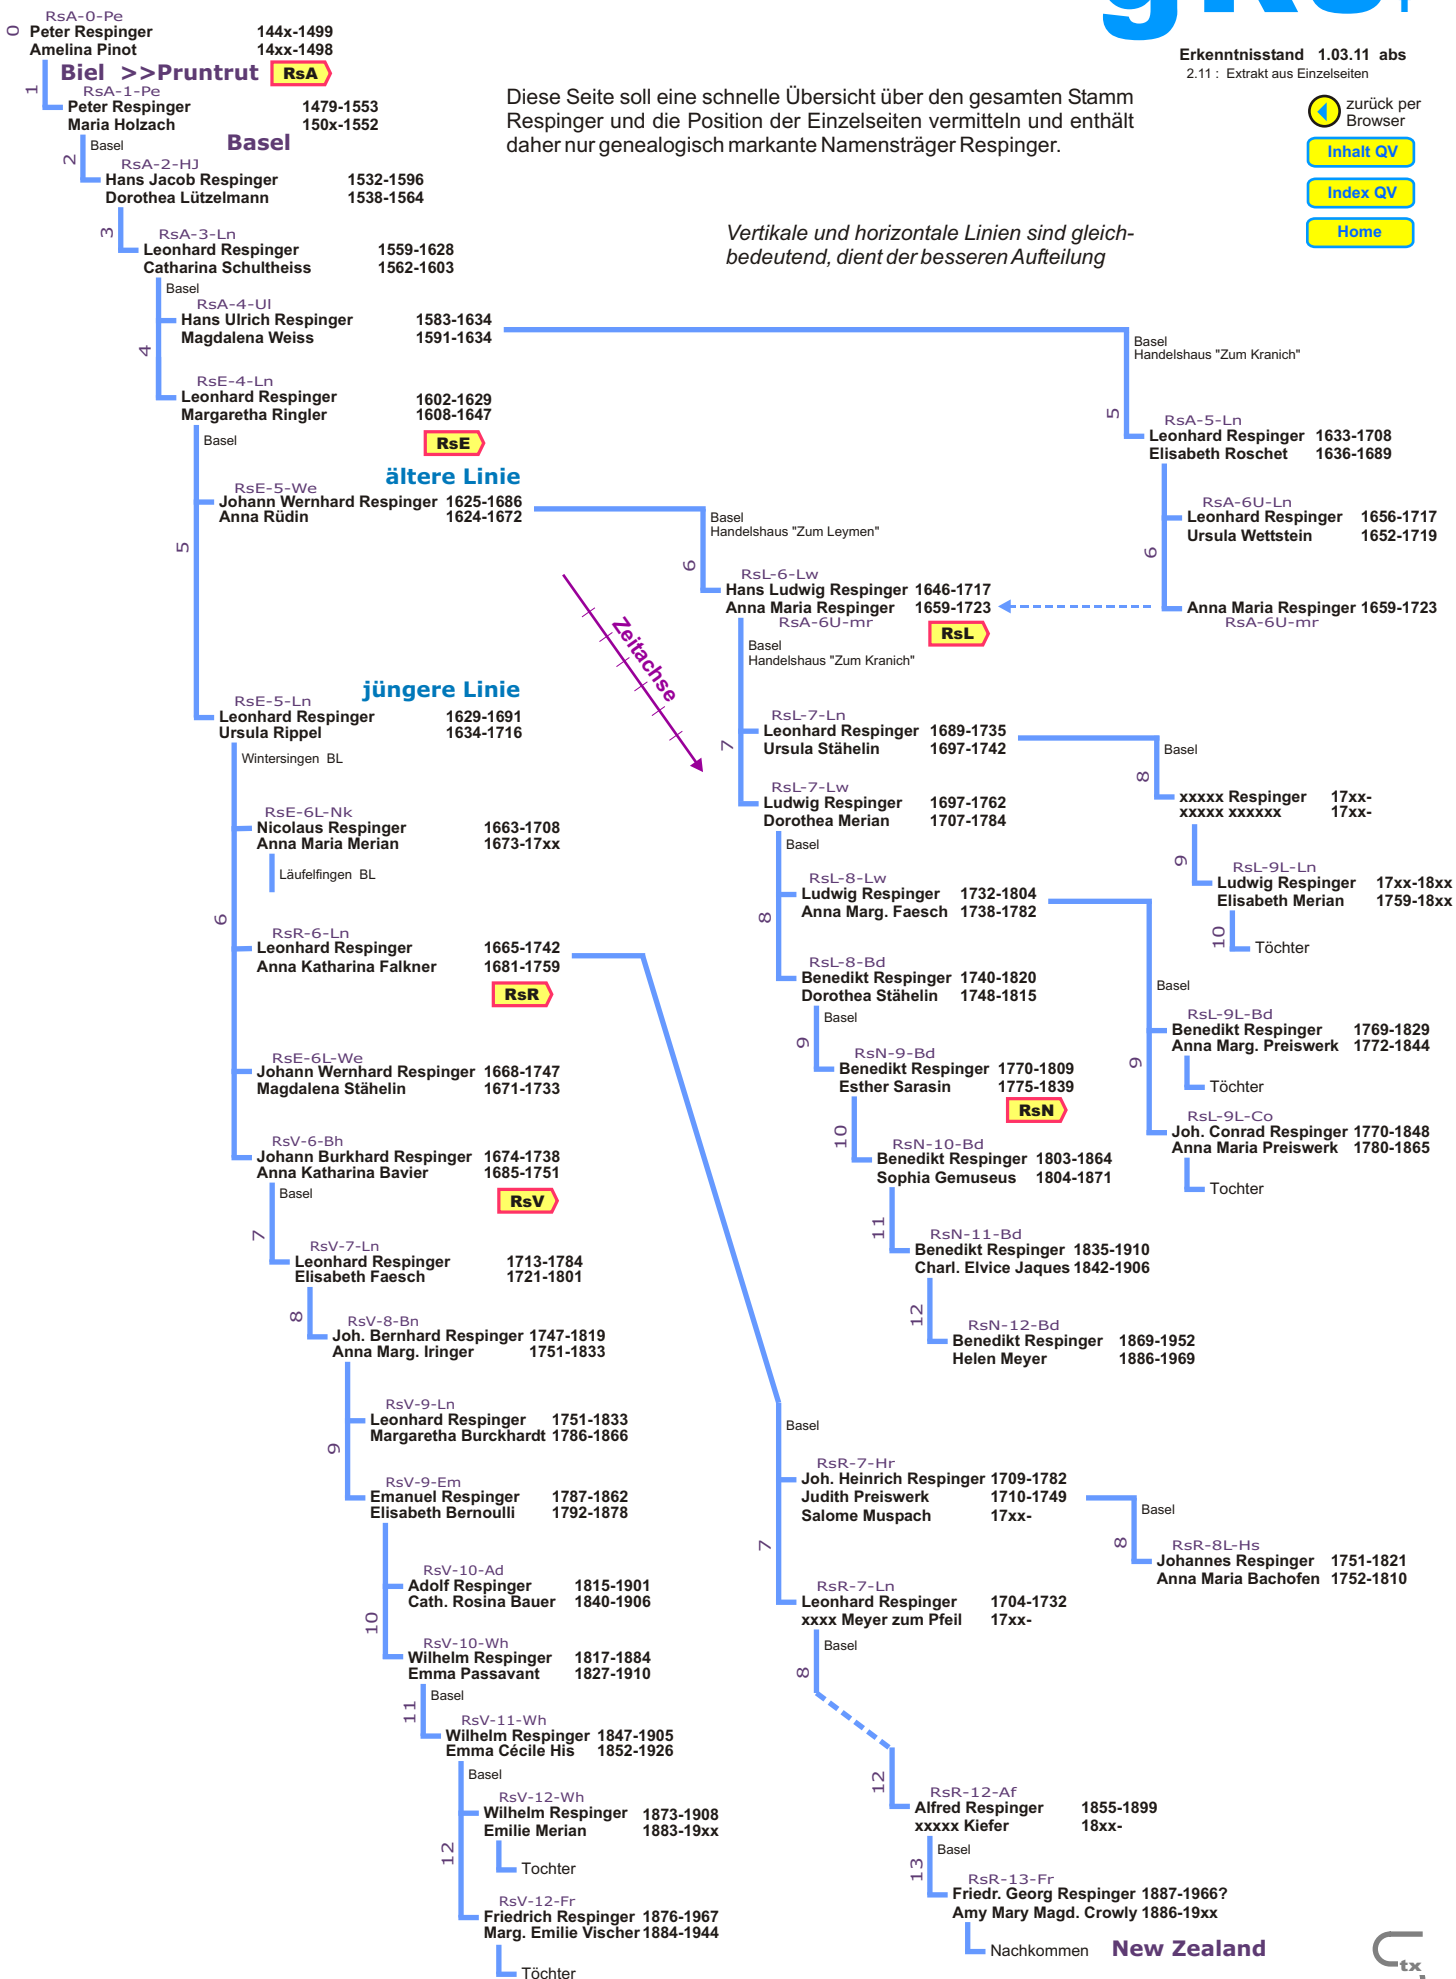 RsA-0-Pe
0
Peter Respinger 144x-1499
Amelina Pinot 14xx-1498
Biel >>Pruntrut RsA
Erkenntnisstand 1.03.11 abs
2.11 : Extrakt aus Einzelseiten
zurück per
Browser
Inhalt QV
Index QV
Home
Diese Seite soll eine schnelle Übersicht über den gesamten Stamm
Respinger und die Position der Einzelseiten vermitteln und enthält
daher nur genealogisch markante Namensträger Respinger.
Vertikale und horizontale Linien sind gleich-
bedeutend, dient der besseren Aufteilung
1
RsA-1-Pe
Peter Respinger 1479-1553
Maria Holzach 150x-1552
Basel
Basel
2
RsA-2-HJ
Hans Jacob Respinger 1532-1596
Dorothea Lützelmann 1538-1564
3
RsA-3-Ln
Leonhard Respinger 1559-1628
Catharina Schultheiss 1562-1603
Basel
4
RsA-4-Ul
Hans Ulrich Respinger 1583-1634
Magdalena Weiss 1591-1634
RsE-4-Ln
Leonhard Respinger 1602-1629
Margaretha Ringler 1608-1647
RsE
Basel
5
ältere Linie
RsE-5-We
Johann Wernhard Respinger 1625-1686
Anna Rüdin 1624-1672
jüngere Linie
RsE-5-Ln
Leonhard Respinger 1629-1691
Ursula Rippel 1634-1716
Wintersingen BL
6
RsE-6L-Nk
Nicolaus Respinger 1663-1708
Anna Maria Merian 1673-17xx
Läufelfingen BL
RsR-6-Ln
Leonhard Respinger 1665-1742
Anna Katharina Falkner 1681-1759
RsR
RsE-6L-We
Johann Wernhard Respinger 1668-1747
Magdalena Stähelin 1671-1733
RsV-6-Bh
Johann Burkhard Respinger 1674-1738
Anna Katharina Bavier 1685-1751
RsV
Basel
7
RsV-7-Ln
Leonhard Respinger 1713-1784
Elisabeth Faesch 1721-1801
8
RsV-8-Bn
Joh. Bernhard Respinger 1747-1819
Anna Marg. Iringer 1751-1833
9
RsV-9-Ln
Leonhard Respinger 1751-1833
Margaretha Burckhardt 1786-1866
RsV-9-Em
Emanuel Respinger 1787-1862
Elisabeth Bernoulli 1792-1878
10
RsV-10-Ad
Adolf Respinger 1815-1901
Cath. Rosina Bauer 1840-1906
RsV-10-Wh
Wilhelm Respinger 1817-1884
Emma Passavant 1827-1910
Basel
11
RsV-11-Wh
Wilhelm Respinger 1847-1905
Emma Cécile His 1852-1926
Basel
12
RsV-12-Wh
Wilhelm Respinger 1873-1908
Emilie Merian 1883-19xx
Tochter
RsV-12-Fr
Friedrich Respinger 1876-1967
Marg. Emilie Vischer 1884-1944
Töchter
Zeitachse
Basel
Handelshaus "Zum Leymen"
6
RsL-6-Lw
Hans Ludwig Respinger 1646-1717
Anna Maria Respinger 1659-1723
RsA-6U-mr
RsL
Basel
Handelshaus "Zum Kranich"
7
RsL-7-Ln
Leonhard Respinger 1689-1735
Ursula Stähelin 1697-1742
RsL-7-Lw
Ludwig Respinger 1697-1762
Dorothea Merian 1707-1784
Basel
8
RsL-8-Lw
Ludwig Respinger 1732-1804
Anna Marg. Faesch 1738-1782
RsL-8-Bd
Benedikt Respinger 1740-1820
Dorothea Stähelin 1748-1815
Basel
9
RsN-9-Bd
Benedikt Respinger 1770-1809
Esther Sarasin 1775-1839
RsN
10
RsN-10-Bd
Benedikt Respinger 1803-1864
Sophia Gemuseus 1804-1871
11
RsN-11-Bd
Benedikt Respinger 1835-1910
Charl. Elvice Jaques 1842-1906
12
RsN-12-Bd
Benedikt Respinger 1869-1952
Helen Meyer 1886-1969
Basel
Handelshaus "Zum Kranich"
5
RsA-5-Ln
Leonhard Respinger 1633-1708
Elisabeth Roschet 1636-1689
6
RsA-6U-Ln
Leonhard Respinger 1656-1717
Ursula Wettstein 1652-1719
Anna Maria Respinger 1659-1723
RsA-6U-mr
Basel
8
xxxxx Respinger 17xx-
xxxxx xxxxxx 17xx-
9
RsL-9L-Ln
Ludwig Respinger 17xx-18xx
Elisabeth Merian 1759-18xx
10
Töchter
Basel
9
RsL-9L-Bd
Benedikt Respinger 1769-1829
Anna Marg. Preiswerk 1772-1844
Töchter
RsL-9L-Co
Joh. Conrad Respinger 1770-1848
Anna Maria Preiswerk 1780-1865
Tochter
Basel
7
RsR-7-Hr
Joh. Heinrich Respinger 1709-1782
Judith Preiswerk 1710-1749
Salome Muspach 17xx-
Basel
8
RsR-8L-Hs
Johannes Respinger 1751-1821
Anna Maria Bachofen 1752-1810
RsR-7-Ln
Leonhard Respinger 1704-1732
xxxx Meyer zum Pfeil 17xx-
Basel
8
12
RsR-12-Af
Alfred Respinger 1855-1899
xxxxx Kiefer 18xx-
Basel
13
RsR-13-Fr
Friedr. Georg Respinger 1887-1966?
Amy Mary Magd. Crowly 1886-19xx
Nachkommen New Zealand
tx